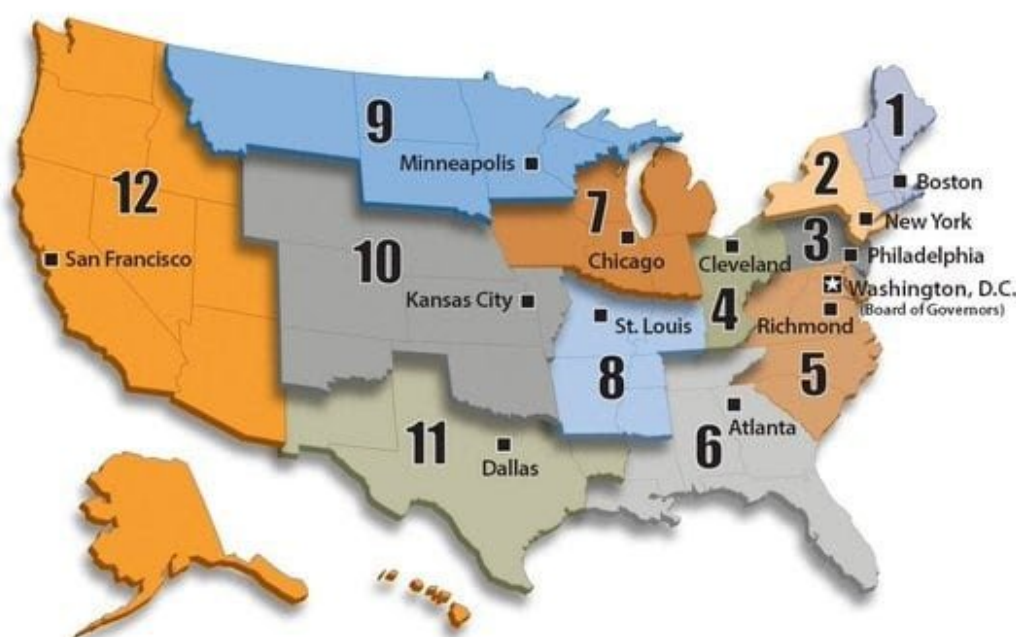 1
9
Minneapolis
2
12
7
Boston
New York
3
San Francisco
10
Chicago
Cleveland
Philadelphia
Kansas City
4
Washington, D.C.
(Board of Governors)
St. Louis
Richmond
8
5
11
6
Atlanta
Dallas